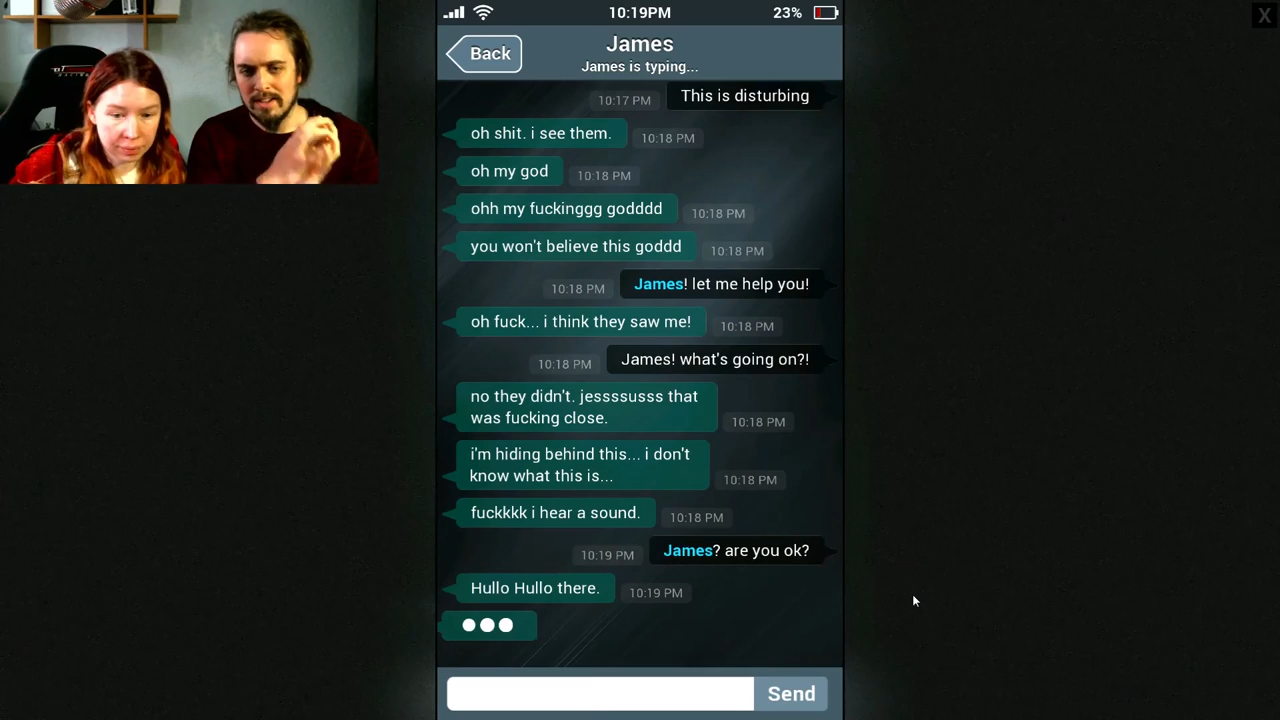 10:19PM
23%
X
Back
James
James is typing...
10:17 PM
This is disturbing
oh shit. i see them.
10:18 PM
oh my god
10:18 PM
ohh my fuckinggg godddd
10:18 PM
you won't believe this goddd
10:18 PM
10:18 PM
James! let me help you!
oh fuck... i think they saw me!
10:18 PM
10:18 PM
James! what's going on?!
no they didn't. jessssusss that
was fucking close.
10:18 PM
i'm hiding behind this... i don't
know what this is...
10:18 PM
fuckkkk i hear a sound.
10:18 PM
10:19 PM
James? are you ok?
Hullo Hullo there.
10:19 PM
Send